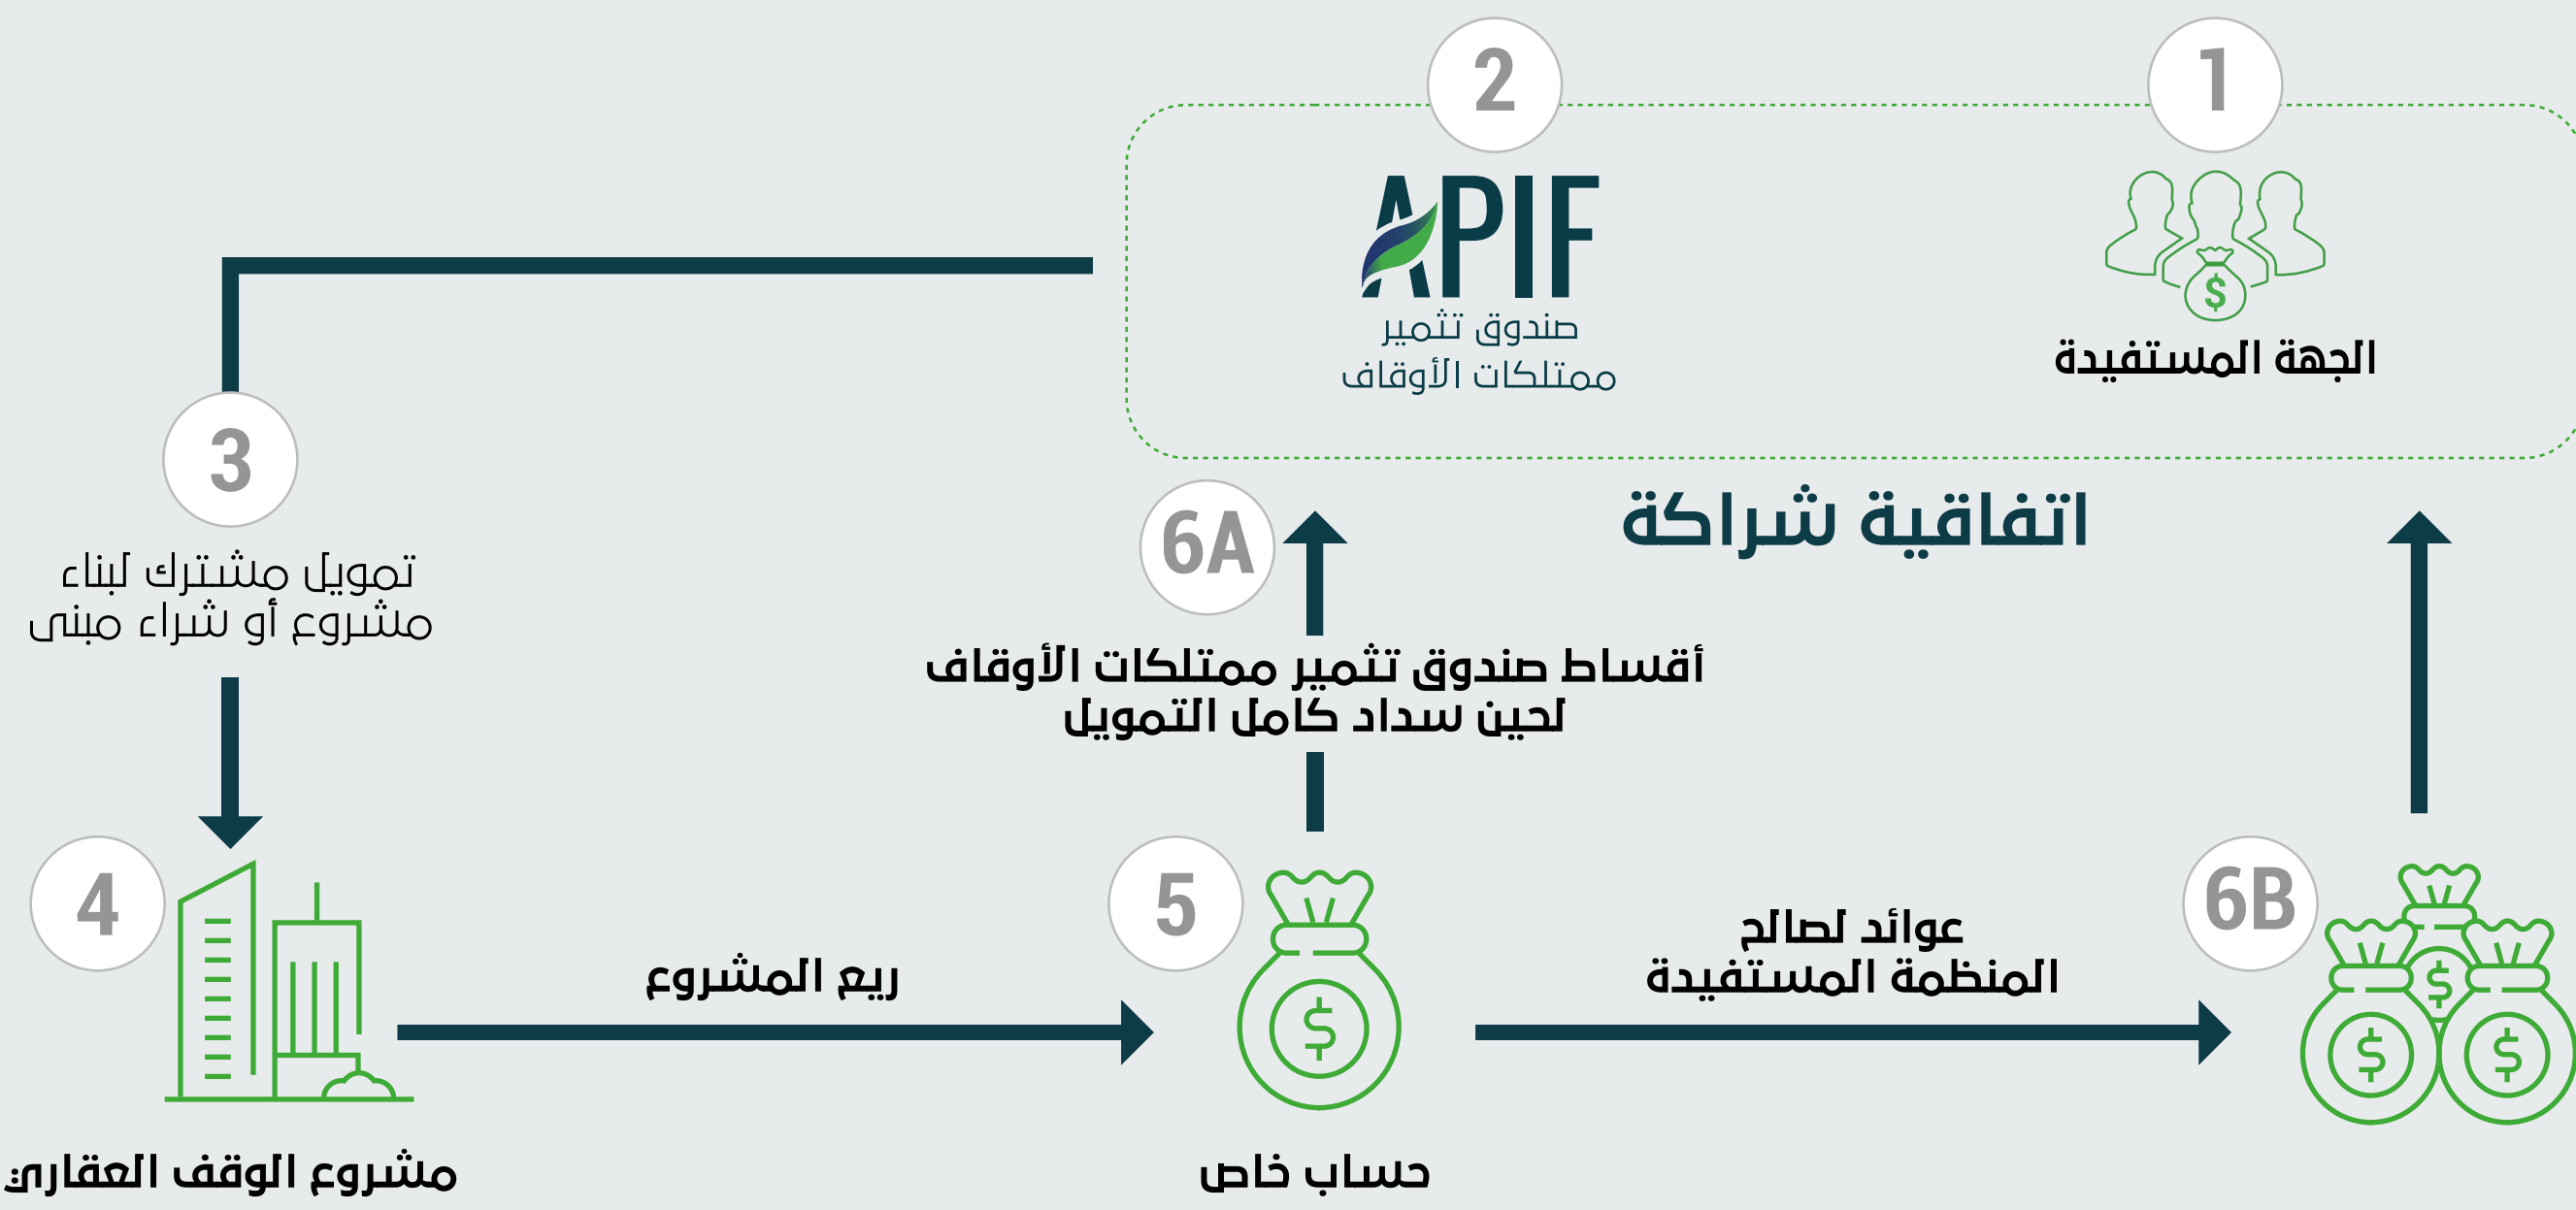 1
الجهة المستفيدة
2
APIF
صندوق تثمير
ممتلكات الأوقاف
اتفاقية شراكة
3
تمويل مشترك لبناء
مشروع أو شراء مبنى
4
مشروع الوقف العقاري
ريع المشروع
5
حساب خاص
6A
أقساط صندوق تثمير ممتلكات الأوقاف
لحين سداد كامل التمويل
6B
عوائد لصالح
المنظمة المستفيدة
$
$
$
$
$